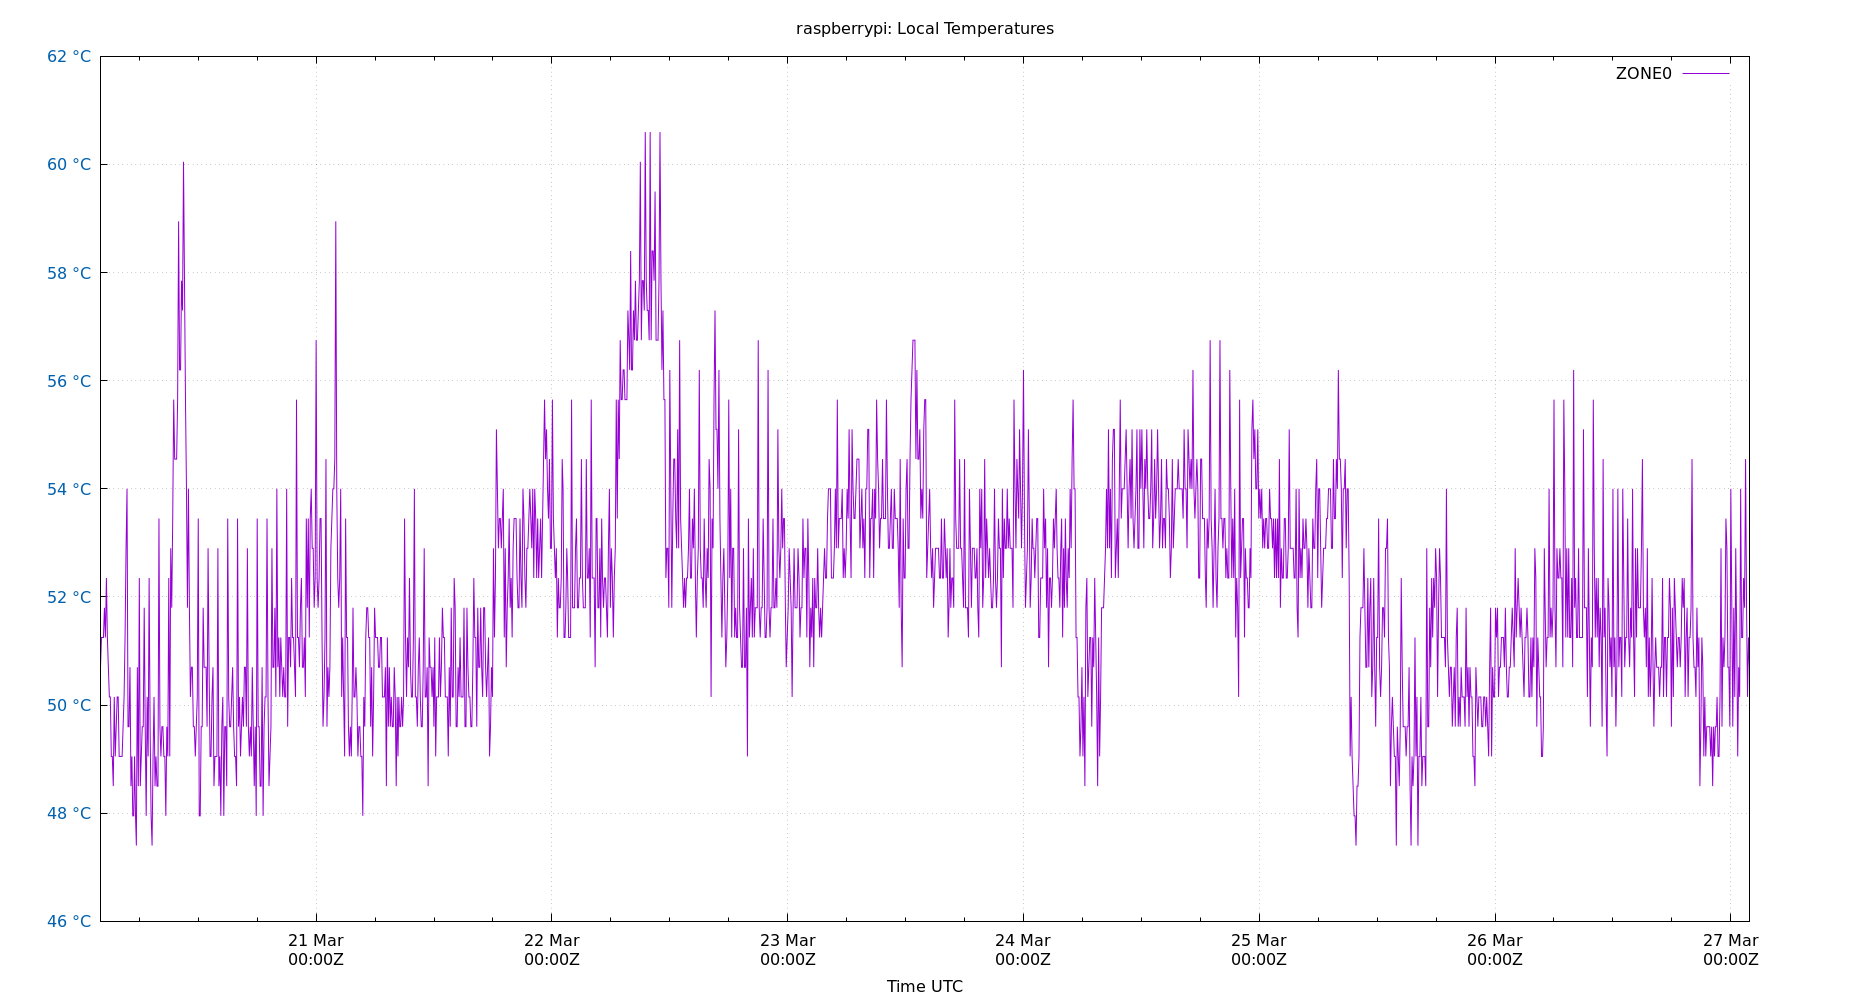 raspberrypi: Local Temperatures
62 °C
ZONE0
60 °C
58 °C
56 °C
54 °C
52 °C
50 °C
48 °C
46 °C
21 Mar 22 Mar 23 Mar 24 Mar 25 Mar 26 Mar 27 Mar
00:00Z 00:00Z 00:00Z 00:00Z 00:00Z 00:00Z 00:00Z
Time UTC